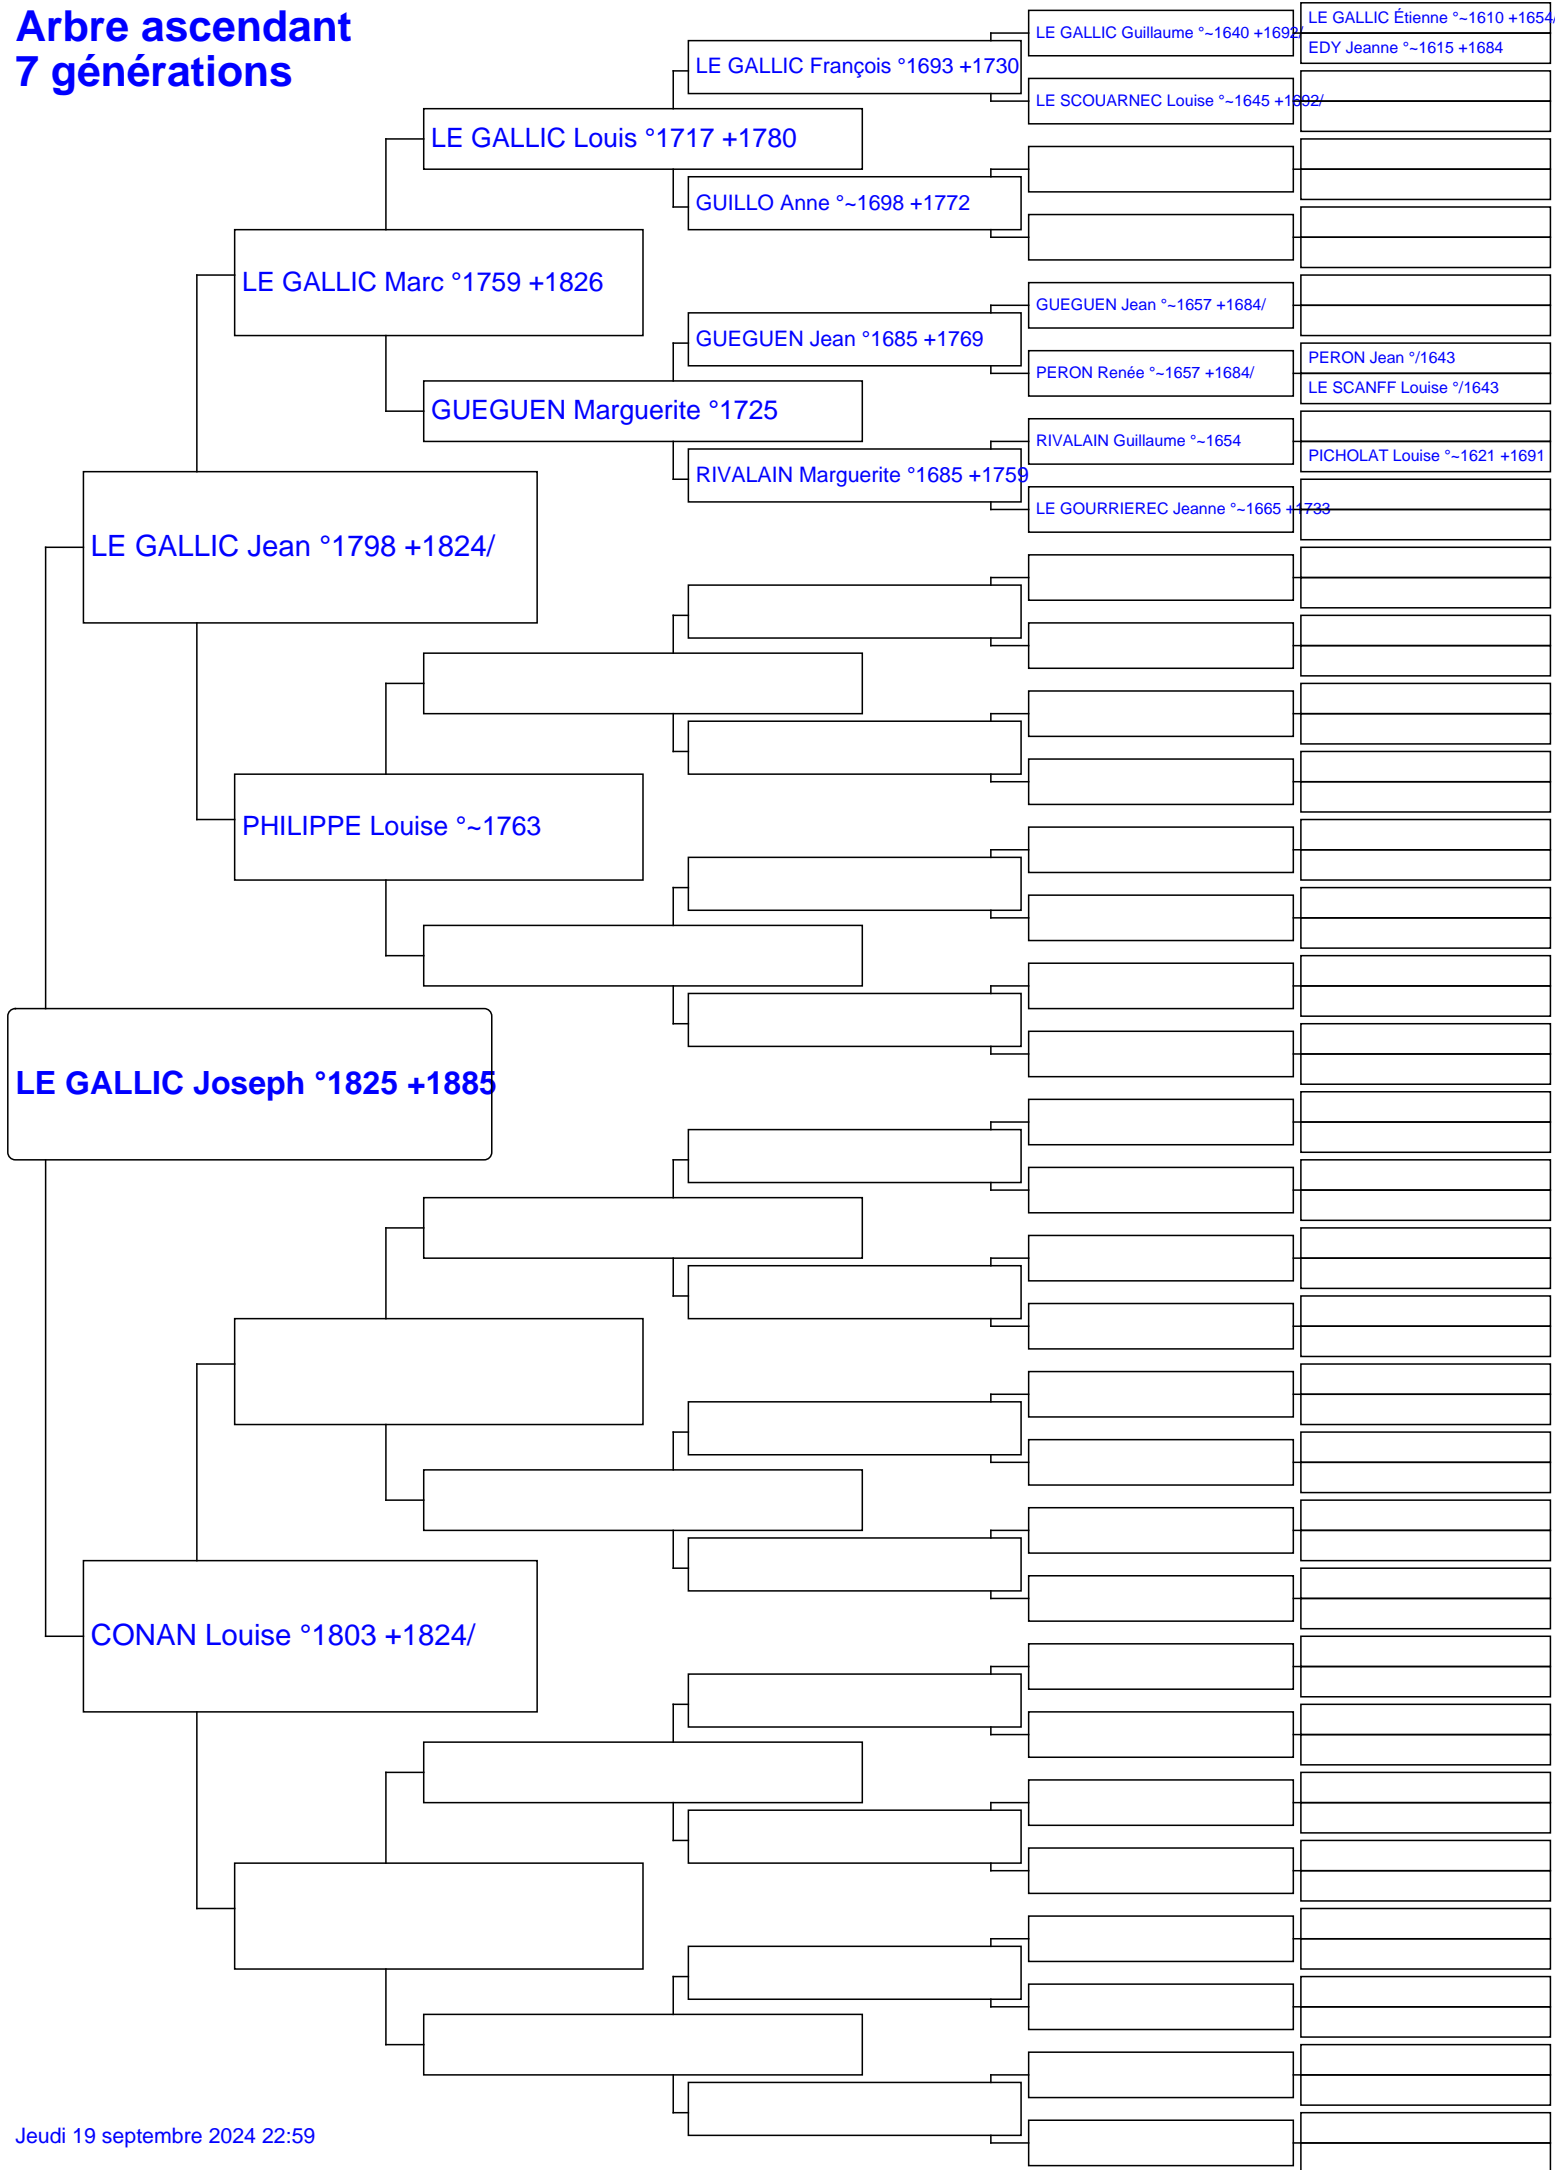 Arbre ascendant
7 générations
LE GALLIC Étienne °~1610 +1654/
LE GALLIC Guillaume °~1640 +1692/
EDY Jeanne °~1615 +1684
LE GALLIC François °1693 +1730
LE SCOUARNEC Louise °~1645 +1692/
LE GALLIC Louis °1717 +1780
GUILLO Anne °~1698 +1772
LE GALLIC Marc °1759 +1826
GUEGUEN Jean °~1657 +1684/
GUEGUEN Jean °1685 +1769
PERON Jean °/1643
PERON Renée °~1657 +1684/
LE SCANFF Louise °/1643
GUEGUEN Marguerite °1725
RIVALAIN Guillaume °~1654
PICHOLAT Louise °~1621 +1691
RIVALAIN Marguerite °1685 +1759
LE GOURRIEREC Jeanne °~1665 +1733
LE GALLIC Jean °1798 +1824/
PHILIPPE Louise °~1763
LE GALLIC Joseph °1825 +1885
CONAN Louise °1803 +1824/
Jeudi 19 septembre 2024 22:59